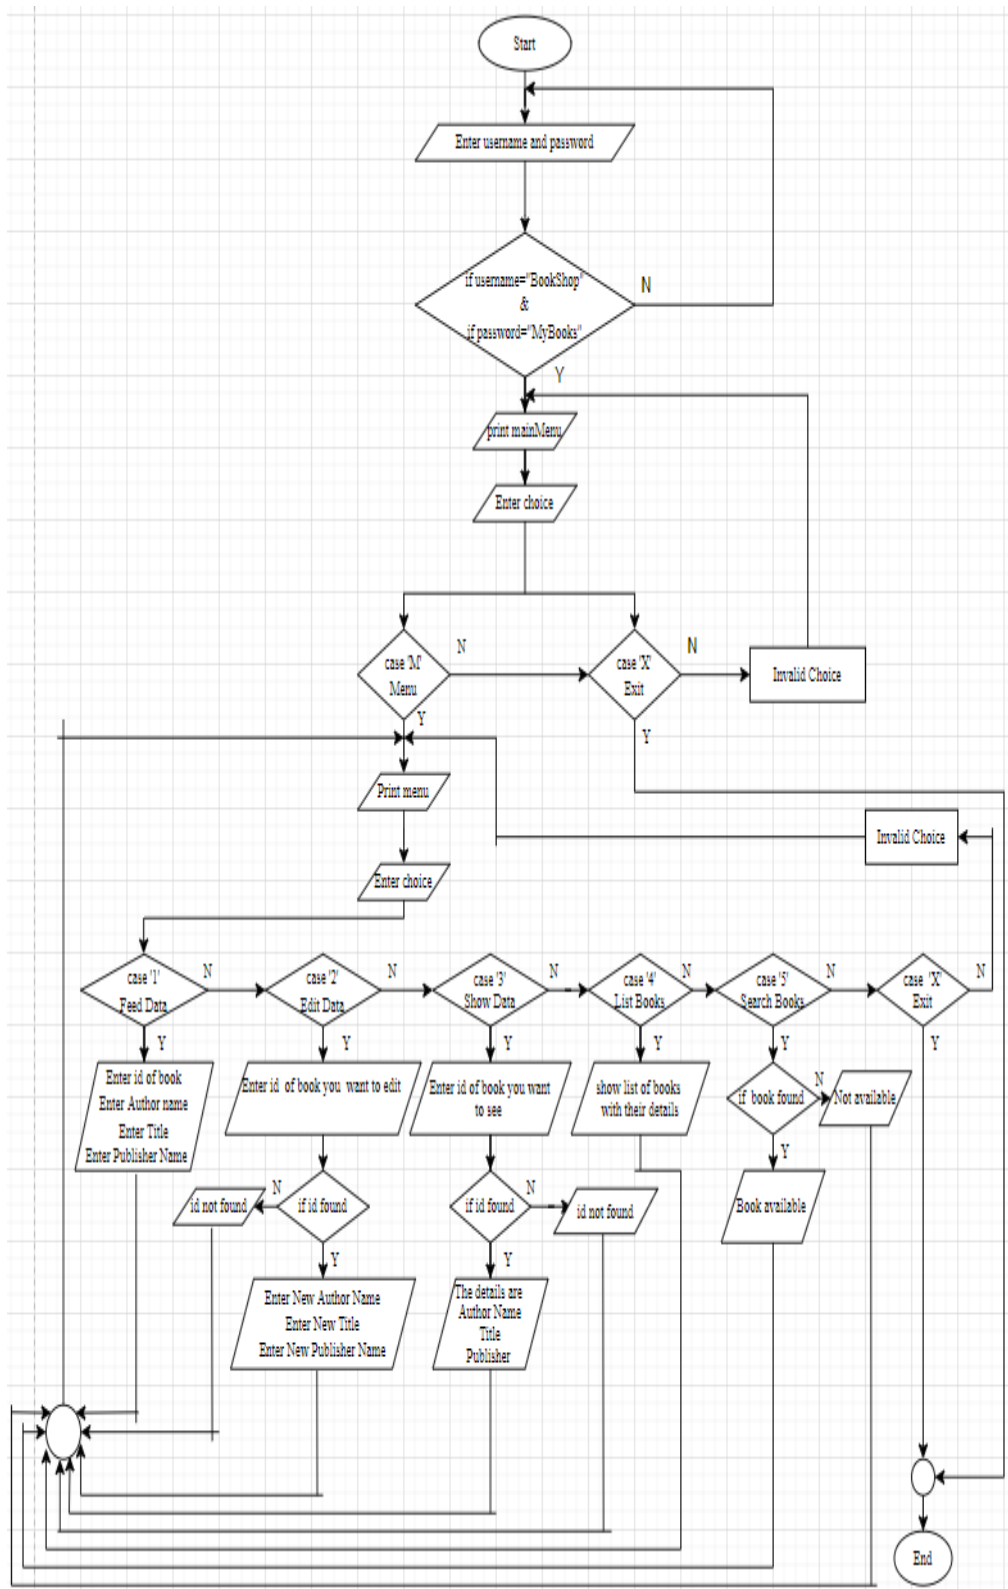 Start
Enter username and password
if username="BookShop"
&
if password="MyBooks"
N
Y
print mainMenu
Enter choice
case 'M'
Menu
N
case 'X'
Exit
N
Invalid Choice
Y
Y
Print menu
Invalid Choice
Enter choice
case '1'
Feed Data
N
case '2'
Edit Data
N
case '3'
Show Data
N
case '4'
List Books
N
case '5'
Search Books
N
case 'X'
Exit
N
Y
Y
Y
Y
Y
Y
Enter id of book
Enter Author name
Enter Title
Enter Publisher Name
Enter id of book you want to edit
Enter id of book you want
to see
show list of books
with their details
if book found
N
Not available
Y
id not found
N
if id found
Y
if id found
N
id not found
Y
Book available
Enter New Author Name
Enter New Title
Enter New Publisher Name
The details are
Author Name
Title
Publisher
End